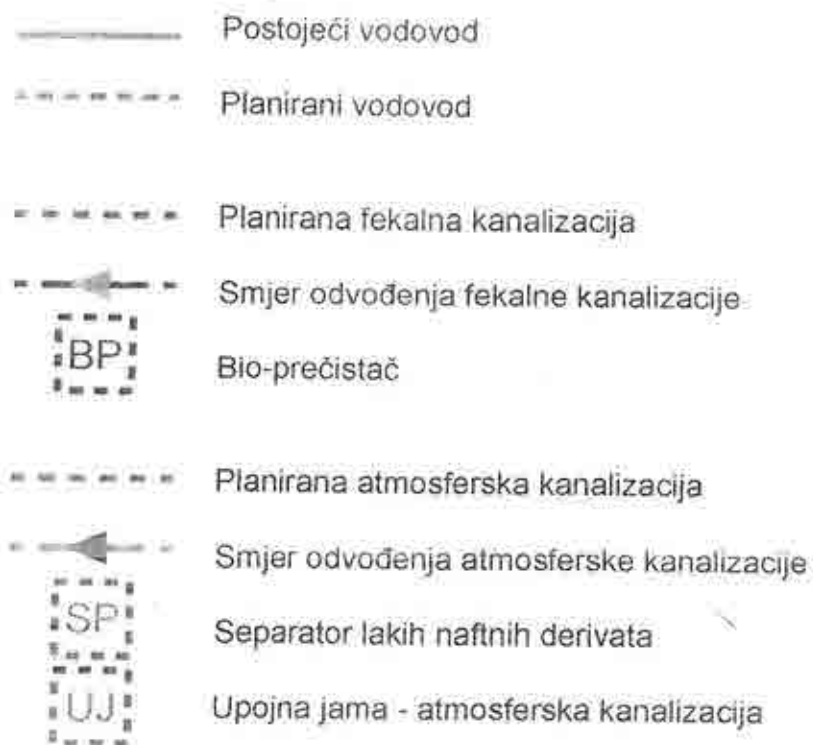 Postojeći vodovod
Planirani vodovod
Planirana fekalna kanalizacija
Smjer odvođenja fekalne kanalizacije
BP Bio-prečistač
Planirana atmosferska kanalizacija
Smjer odvođenja atmosferske kanalizacije
SP Separator lakih naftnih derivata
UJ Upojna jama - atmosferska kanalizacija